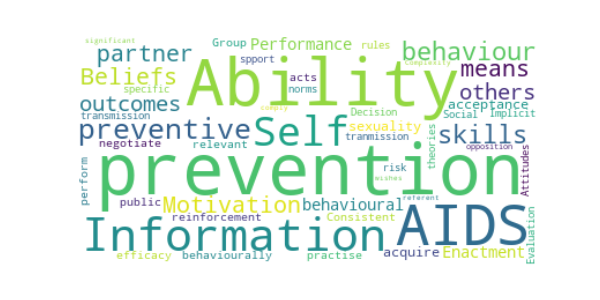 significant
partner Group Performance rules behaviour
spport complexity
Beliefs Ability acts means
specific norms others
outcomes Decision acceptance
transmission Social Implicit
preventive Self sexuality skills
negotiate relevant tranmission theories opposition
prevention risk wishes
perform public Motivation behavioural referant Attitudes
reinforcement Consistent
Information AIDS
efficacy behaviourally practise acquire Enactment Evaluation
comply